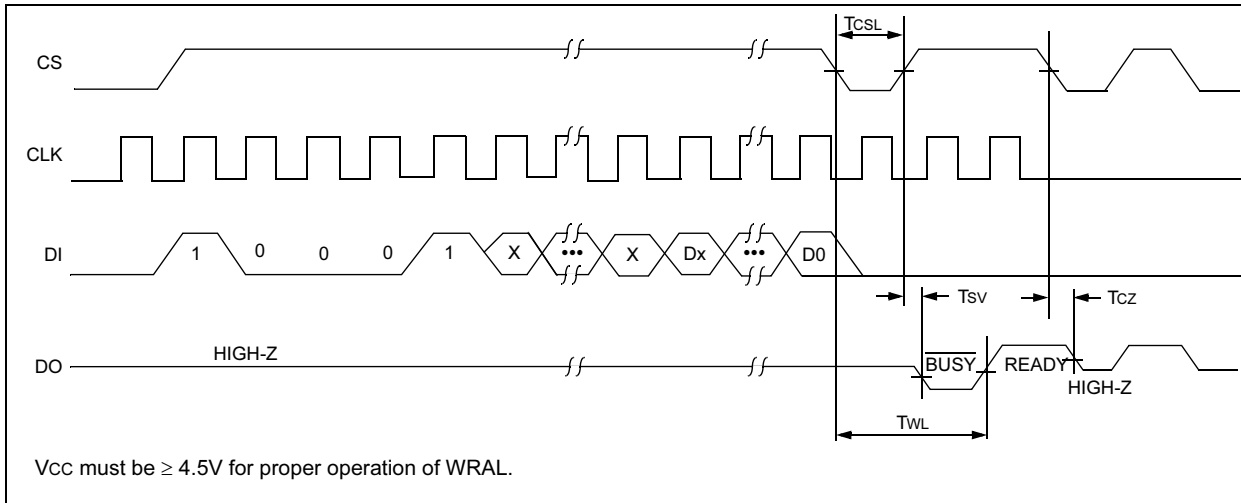 TCSL
CS
CLK
DI
1 0 0 0 1 X ••• X Dx ••• D0
TSV
TCZ
HIGH-Z
DO
BUSY
READY
HIGH-Z
TWL
VCC must be ≥ 4.5V for proper operation of WRAL.